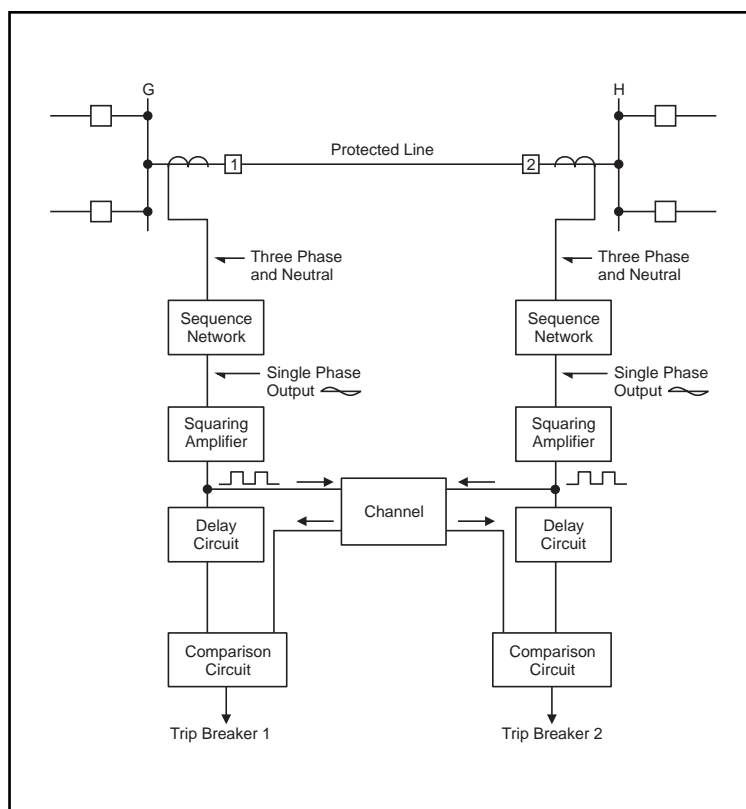 G
H
1
Protected Line
2
Three Phase
and Neutral
Three Phase
and Neutral
Sequence
Network
Sequence
Network
Single Phase
Output
Single Phase
Output
Squaring
Amplifier
Squaring
Amplifier
Channel
Delay
Circuit
Delay
Circuit
Comparison
Circuit
Comparison
Circuit
Trip Breaker 1
Trip Breaker 2